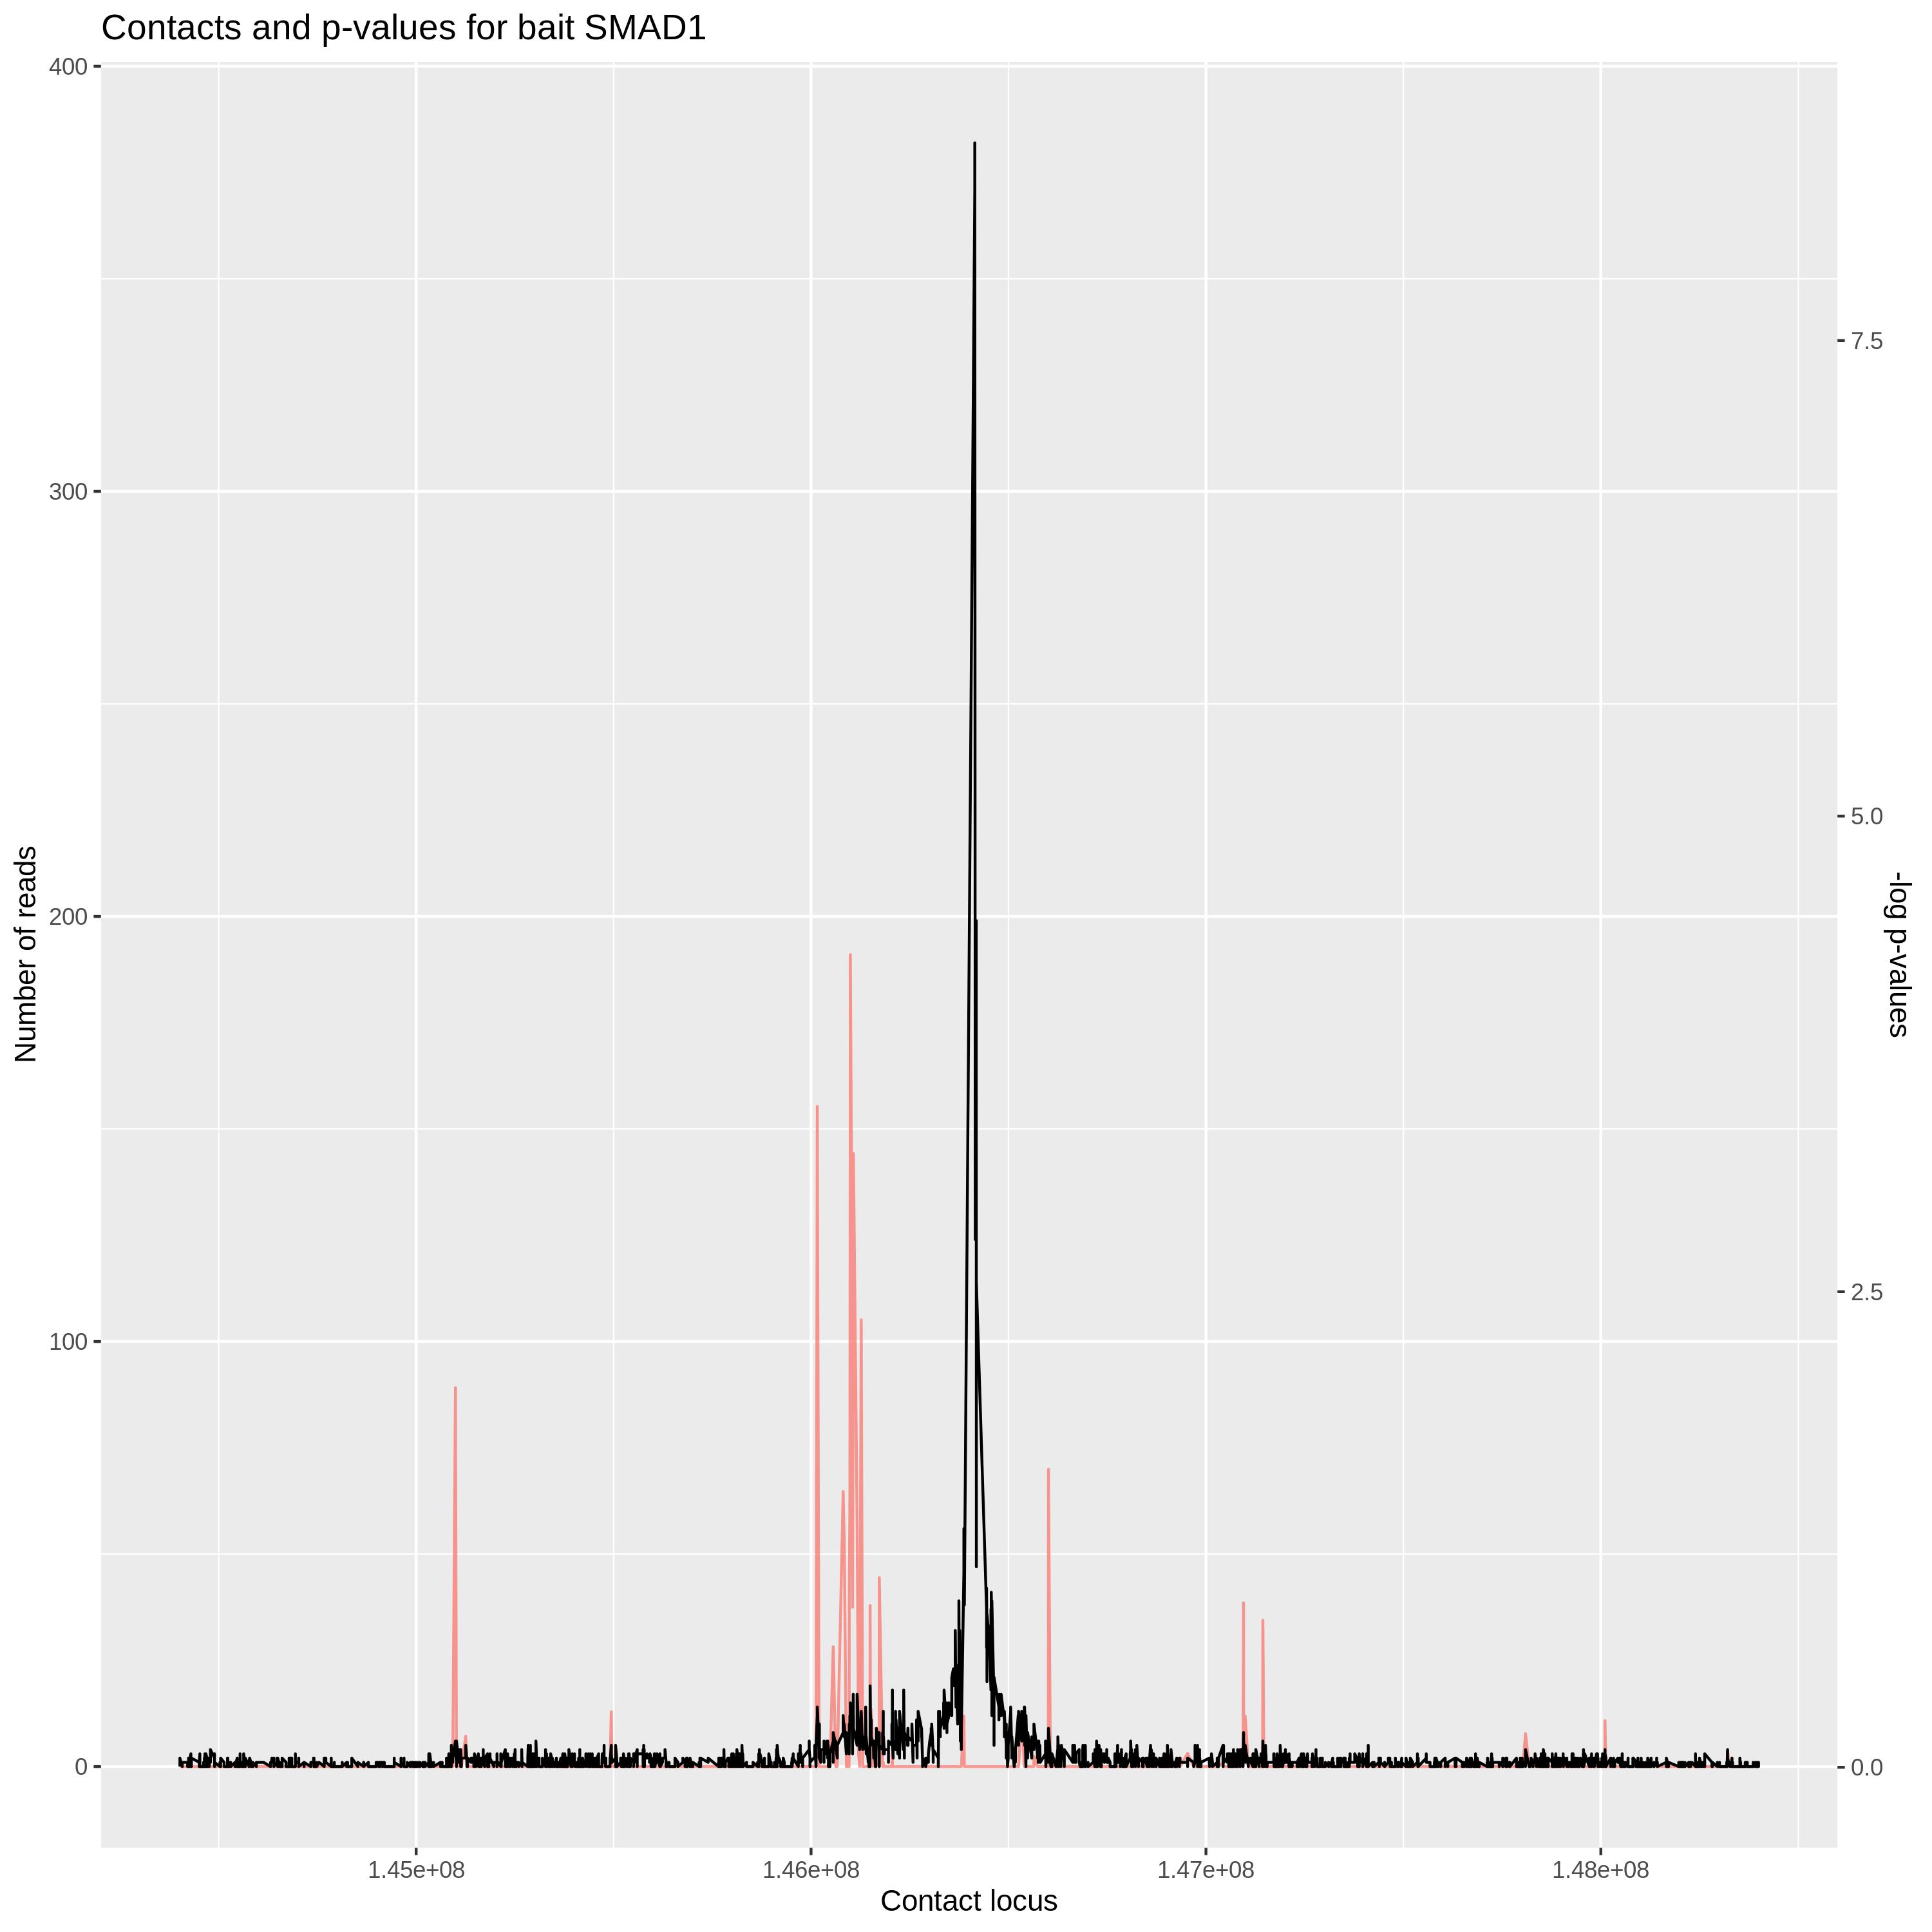 Contacts and p-values for bait SMAD1
400
300
200
100
0
Number of reads
7.5
5.0
2.5
0.0
-log p-values
1.45e+08
1.46e+08
1.47e+08
1.48e+08
Contact locus